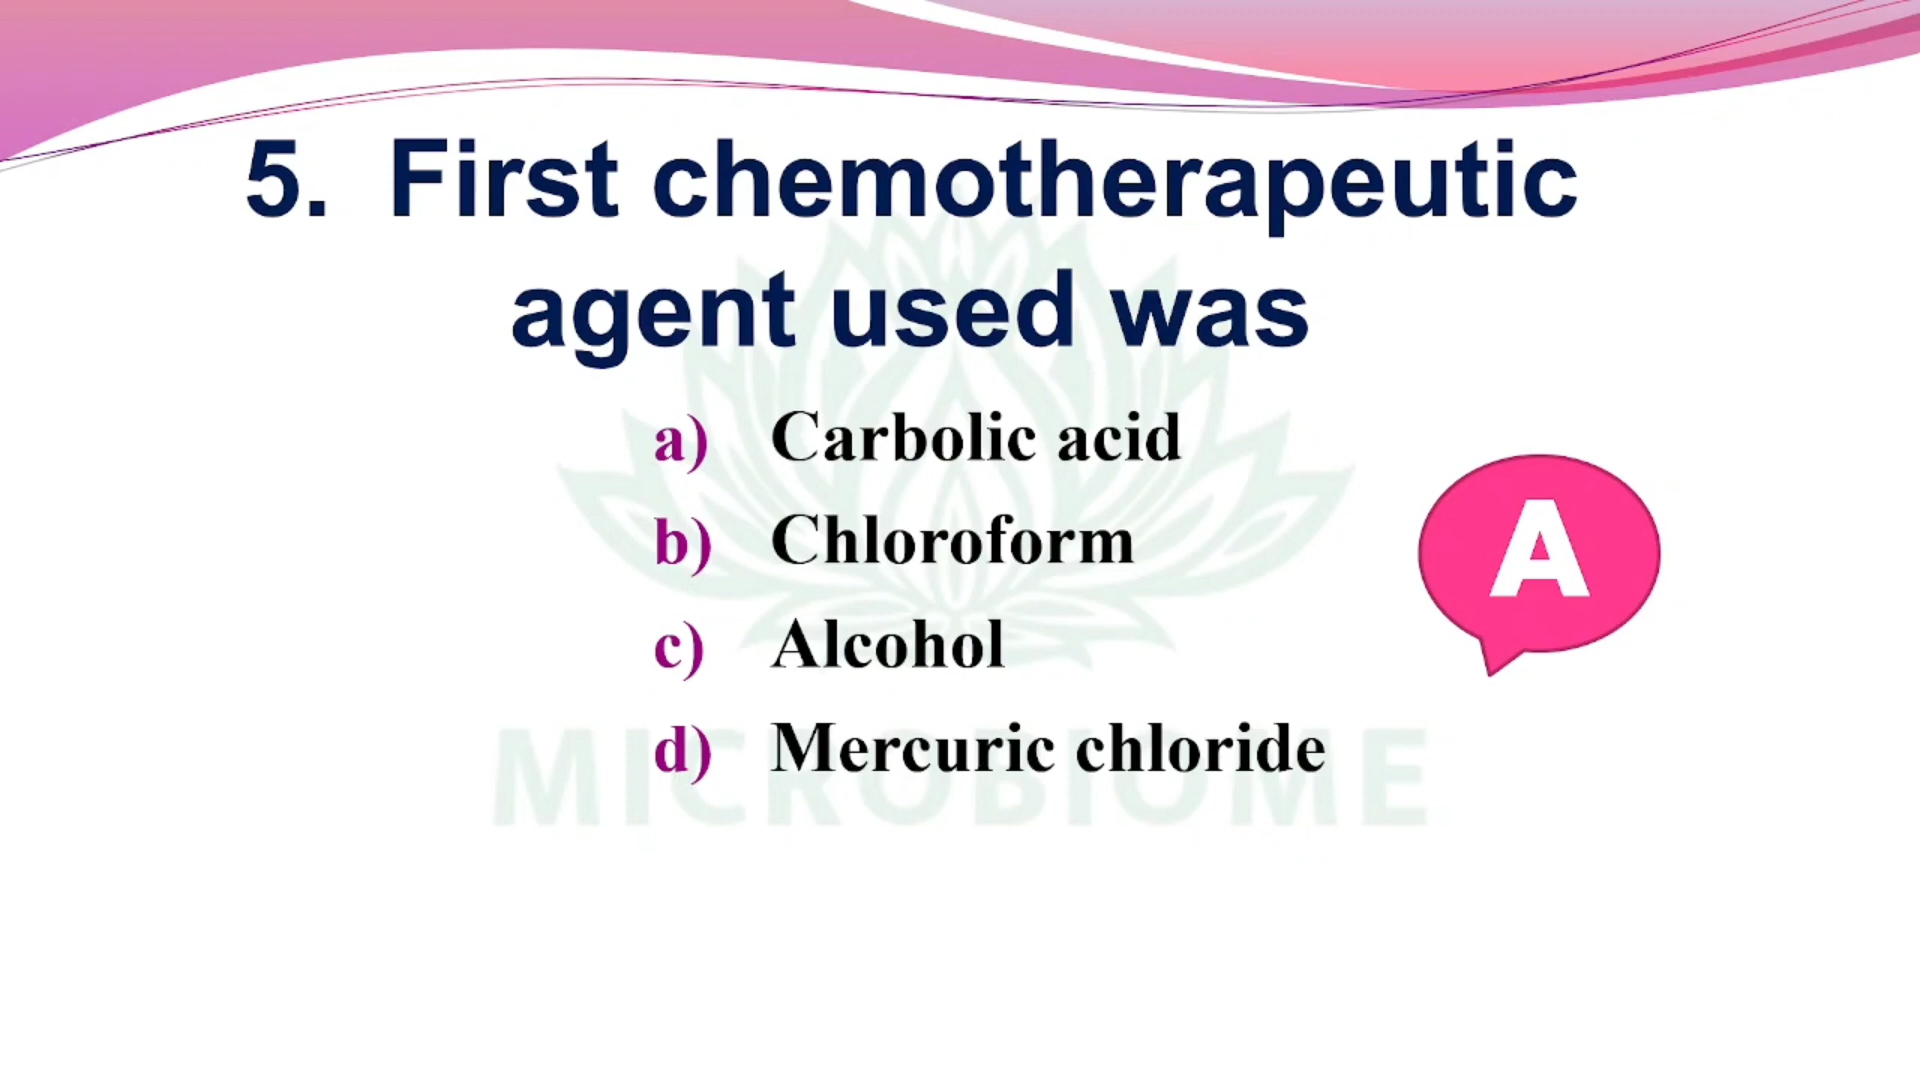 5. First chemotherapeutic
agent used was
a) Carbolic acid
b) Chloroform
c) Alcohol
d) Mercuric chloride
A
MICROBIOME